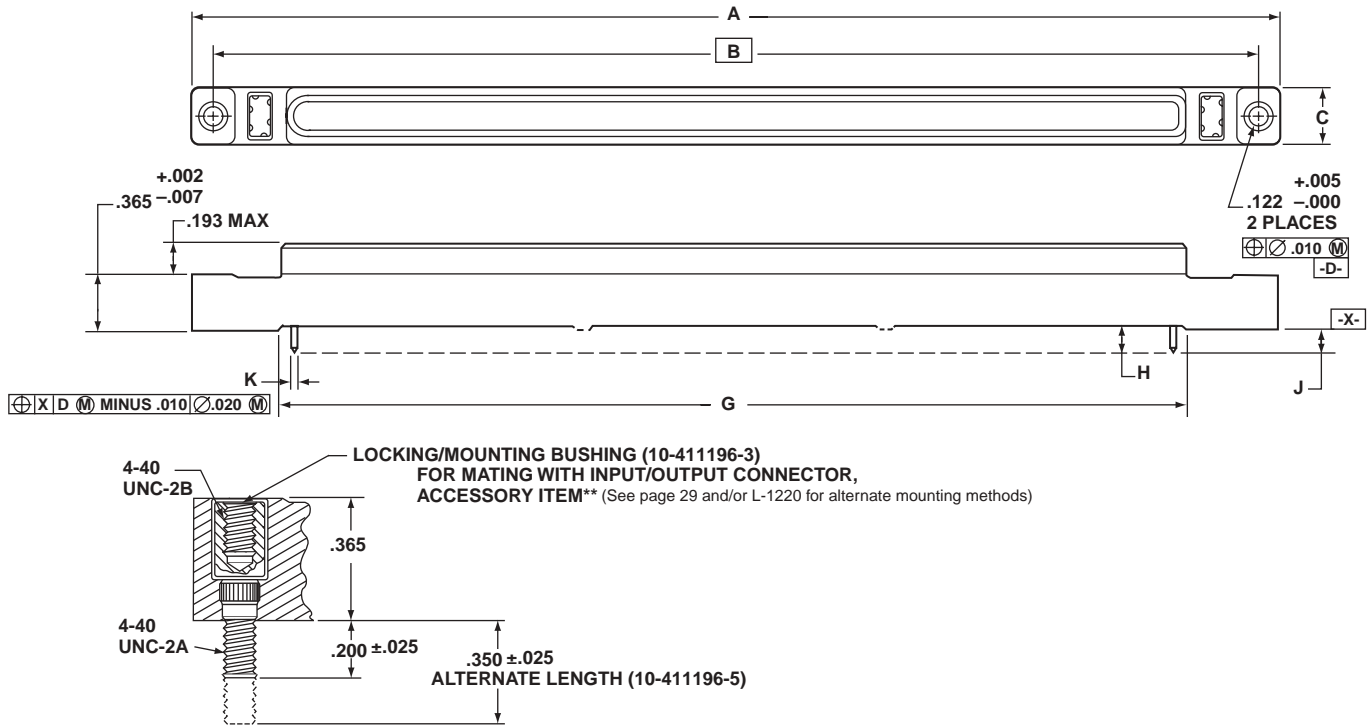 A
B
C
+.002
.365 –.007
.193 MAX
+.005
.122 –.000
2 PLACES
⌖ ∅ .010 Ⓜ
-D-
-X-
K
H
J
⌖ X D Ⓜ MINUS .010 ∅.020 Ⓜ
G
LOCKING/MOUNTING BUSHING (10-411196-3)
FOR MATING WITH INPUT/OUTPUT CONNECTOR,
ACCESSORY ITEM** (See page 29 and/or L-1220 for alternate mounting methods)
4-40
UNC-2B
.365
4-40
UNC-2A
.200 ±.025
.350 ±.025
ALTERNATE LENGTH (10-411196-5)